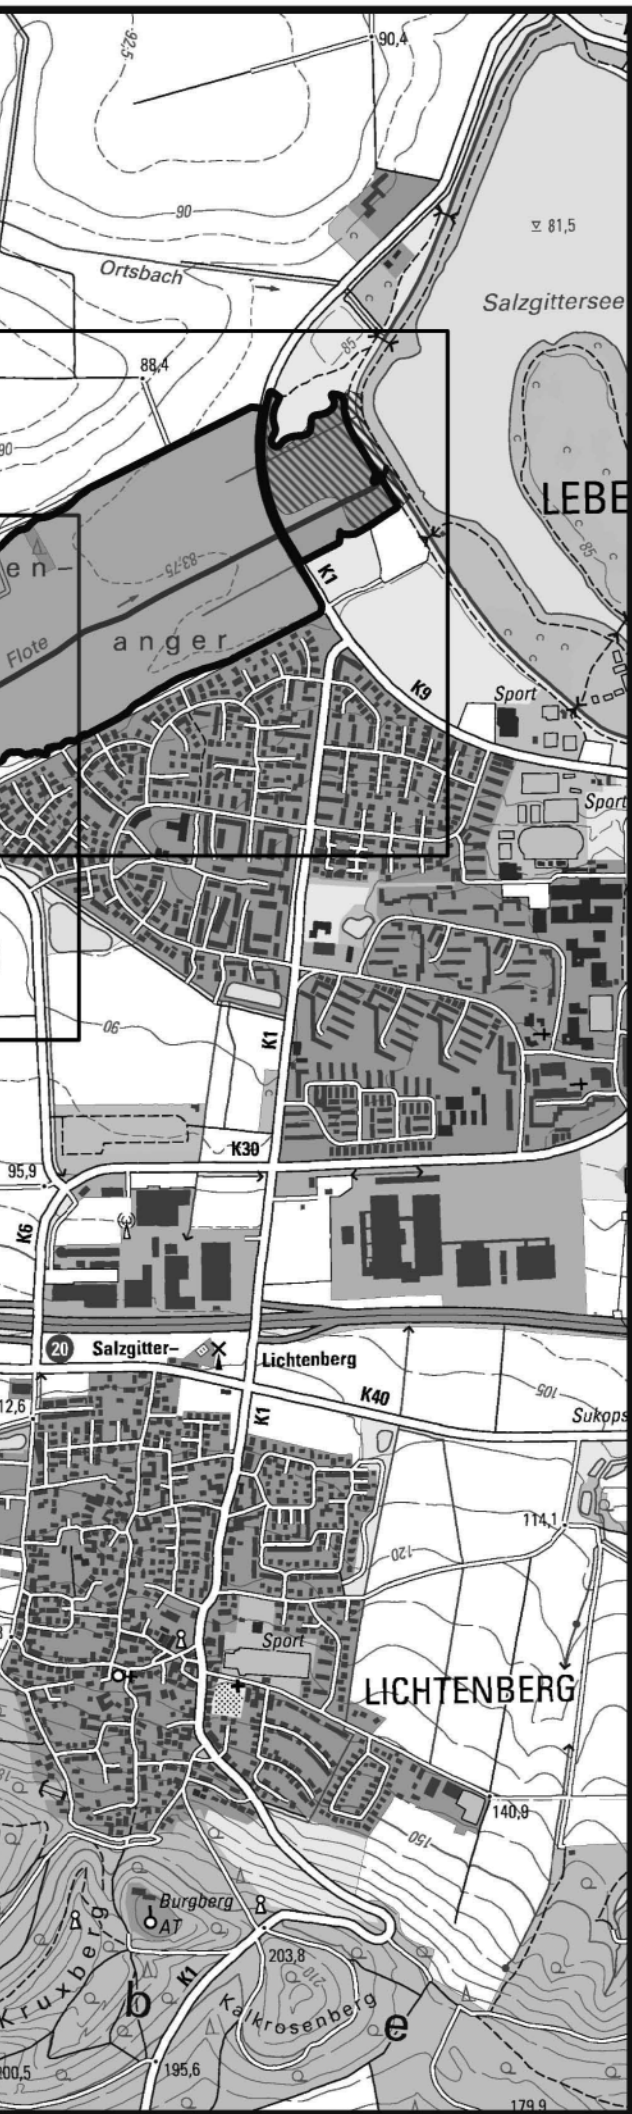 92,5
90,4
90
81,5
Ortsbach
Salzgittersee
85
88,4
90
LEBE
83,75
en-
K1
85
anger
Flote
K9
Sport
Sport
K1
90
K30
95,9
K6
20 Salzgitter-
Lichtenberg
K40
105
12,6
K1
Sukops
114,1
120
Sport
LICHTENBERG
140,9
150
Burgberg
AT
203,8
210
Kruxberg
K1
b
Kalkrosenberg
e
195,6
00,5
179,9